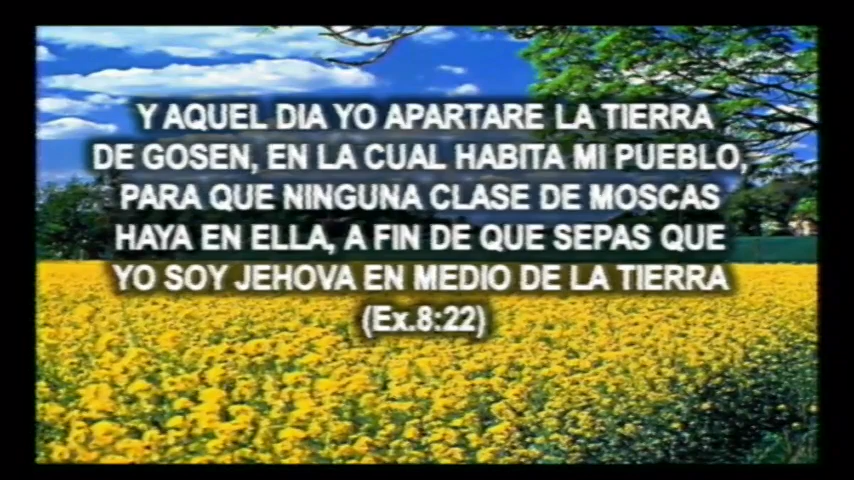 Y AQUEL DIA YO APARTARE LA TIERRA
DE GOSEN, EN LA CUAL HABITA MI PUEBLO,
PARA QUE NINGUNA CLASE DE MOSCAS
HAYA EN ELLA, A FIN DE QUE SEPAS QUE
YO SOY JEHOVA EN MEDIO DE LA TIERRA
(Ex.8:22)